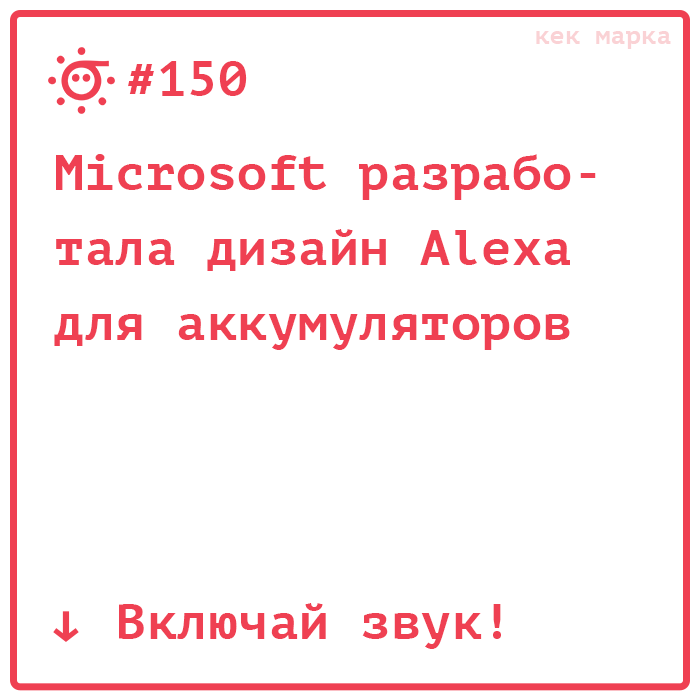 кек марка
#150
Microsoft разрабо-
тала дизайн Alexa
для аккумуляторов
↓ Включай звук!